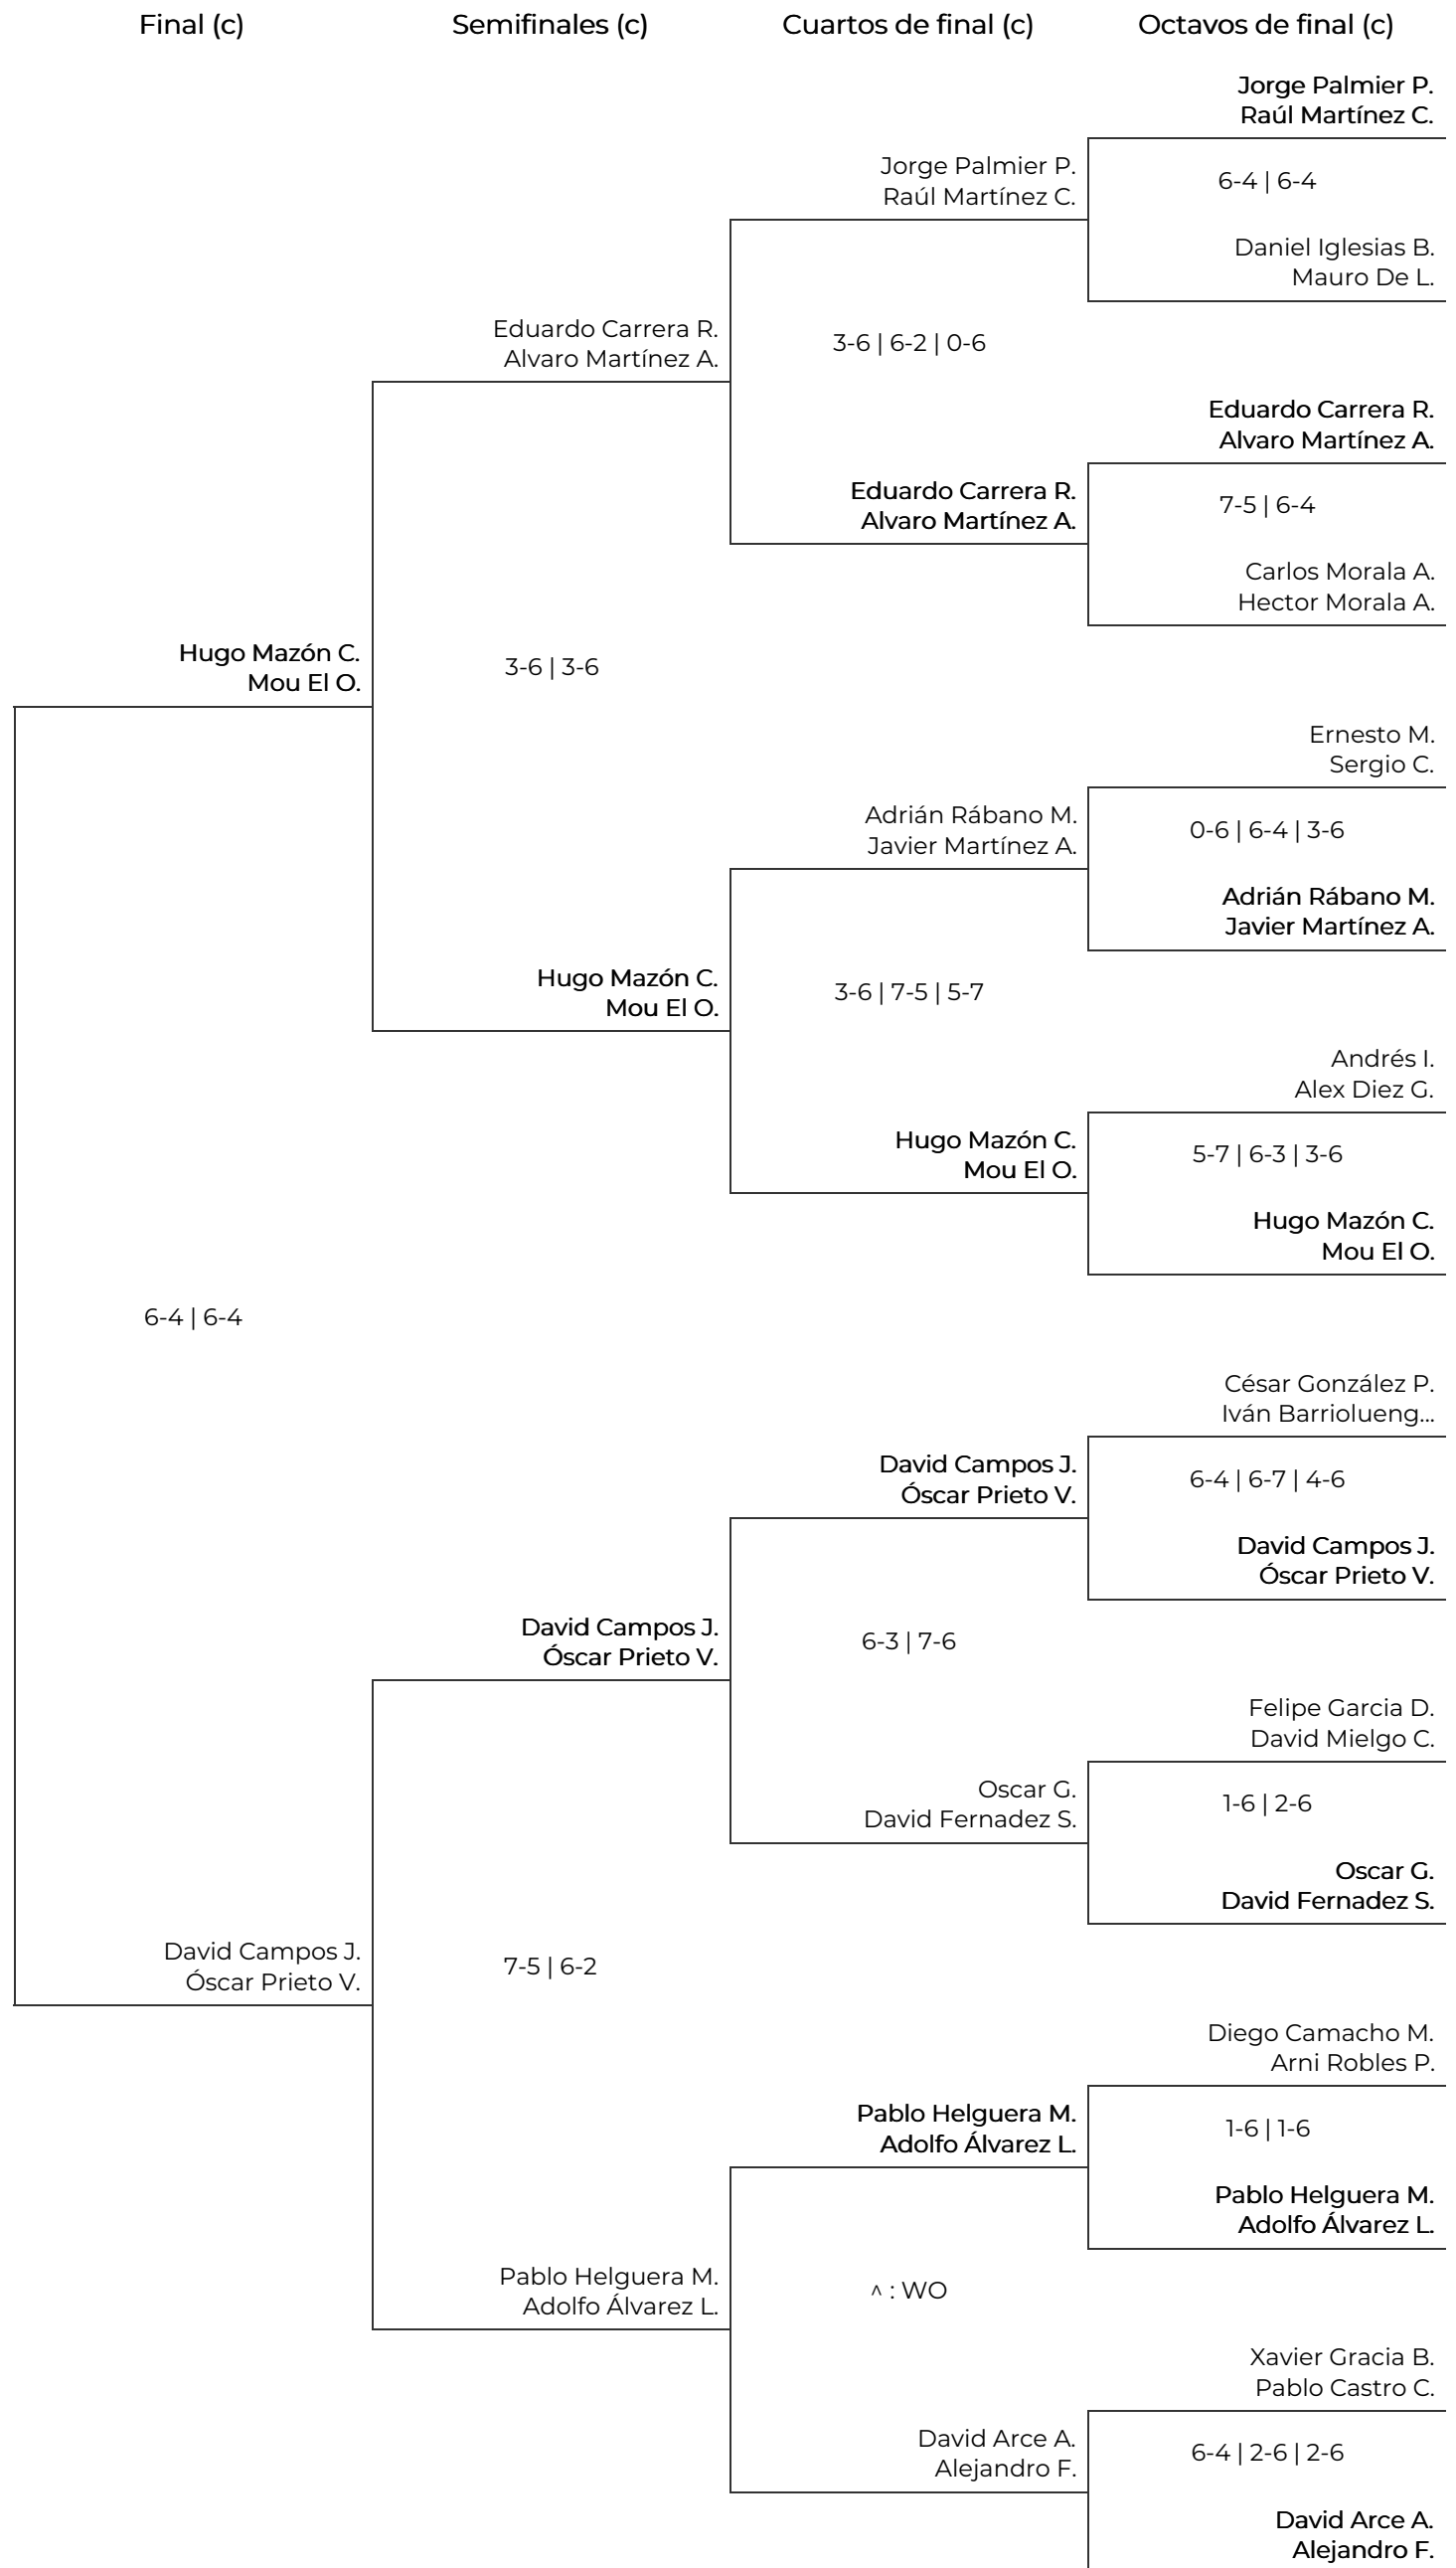 Final (c)
Semifinales (c)
Cuartos de final (c)
Octavos de final (c)
Jorge Palmier P.
Raúl Martínez C.
Jorge Palmier P.
Raúl Martínez C.
6-4 | 6-4
Daniel Iglesias B.
Mauro De L.
Eduardo Carrera R.
Alvaro Martínez A.
3-6 | 6-2 | 0-6
Eduardo Carrera R.
Alvaro Martínez A.
Eduardo Carrera R.
Alvaro Martínez A.
7-5 | 6-4
Carlos Morala A.
Hector Morala A.
Hugo Mazón C.
Mou El O.
3-6 | 3-6
Ernesto M.
Sergio C.
Adrián Rábano M.
Javier Martínez A.
0-6 | 6-4 | 3-6
Adrián Rábano M.
Javier Martínez A.
Hugo Mazón C.
Mou El O.
3-6 | 7-5 | 5-7
Andrés I.
Alex Diez G.
Hugo Mazón C.
Mou El O.
5-7 | 6-3 | 3-6
Hugo Mazón C.
Mou El O.
6-4 | 6-4
César González P.
Iván Barriolueng...
David Campos J.
Óscar Prieto V.
6-4 | 6-7 | 4-6
David Campos J.
Óscar Prieto V.
David Campos J.
Óscar Prieto V.
6-3 | 7-6
Felipe Garcia D.
David Mielgo C.
Oscar G.
David Fernadez S.
1-6 | 2-6
Oscar G.
David Fernadez S.
David Campos J.
Óscar Prieto V.
7-5 | 6-2
Diego Camacho M.
Arni Robles P.
Pablo Helguera M.
Adolfo Álvarez L.
1-6 | 1-6
Pablo Helguera M.
Adolfo Álvarez L.
Pablo Helguera M.
Adolfo Álvarez L.
^ : WO
Xavier Gracia B.
Pablo Castro C.
David Arce A.
Alejandro F.
6-4 | 2-6 | 2-6
David Arce A.
Alejandro F.